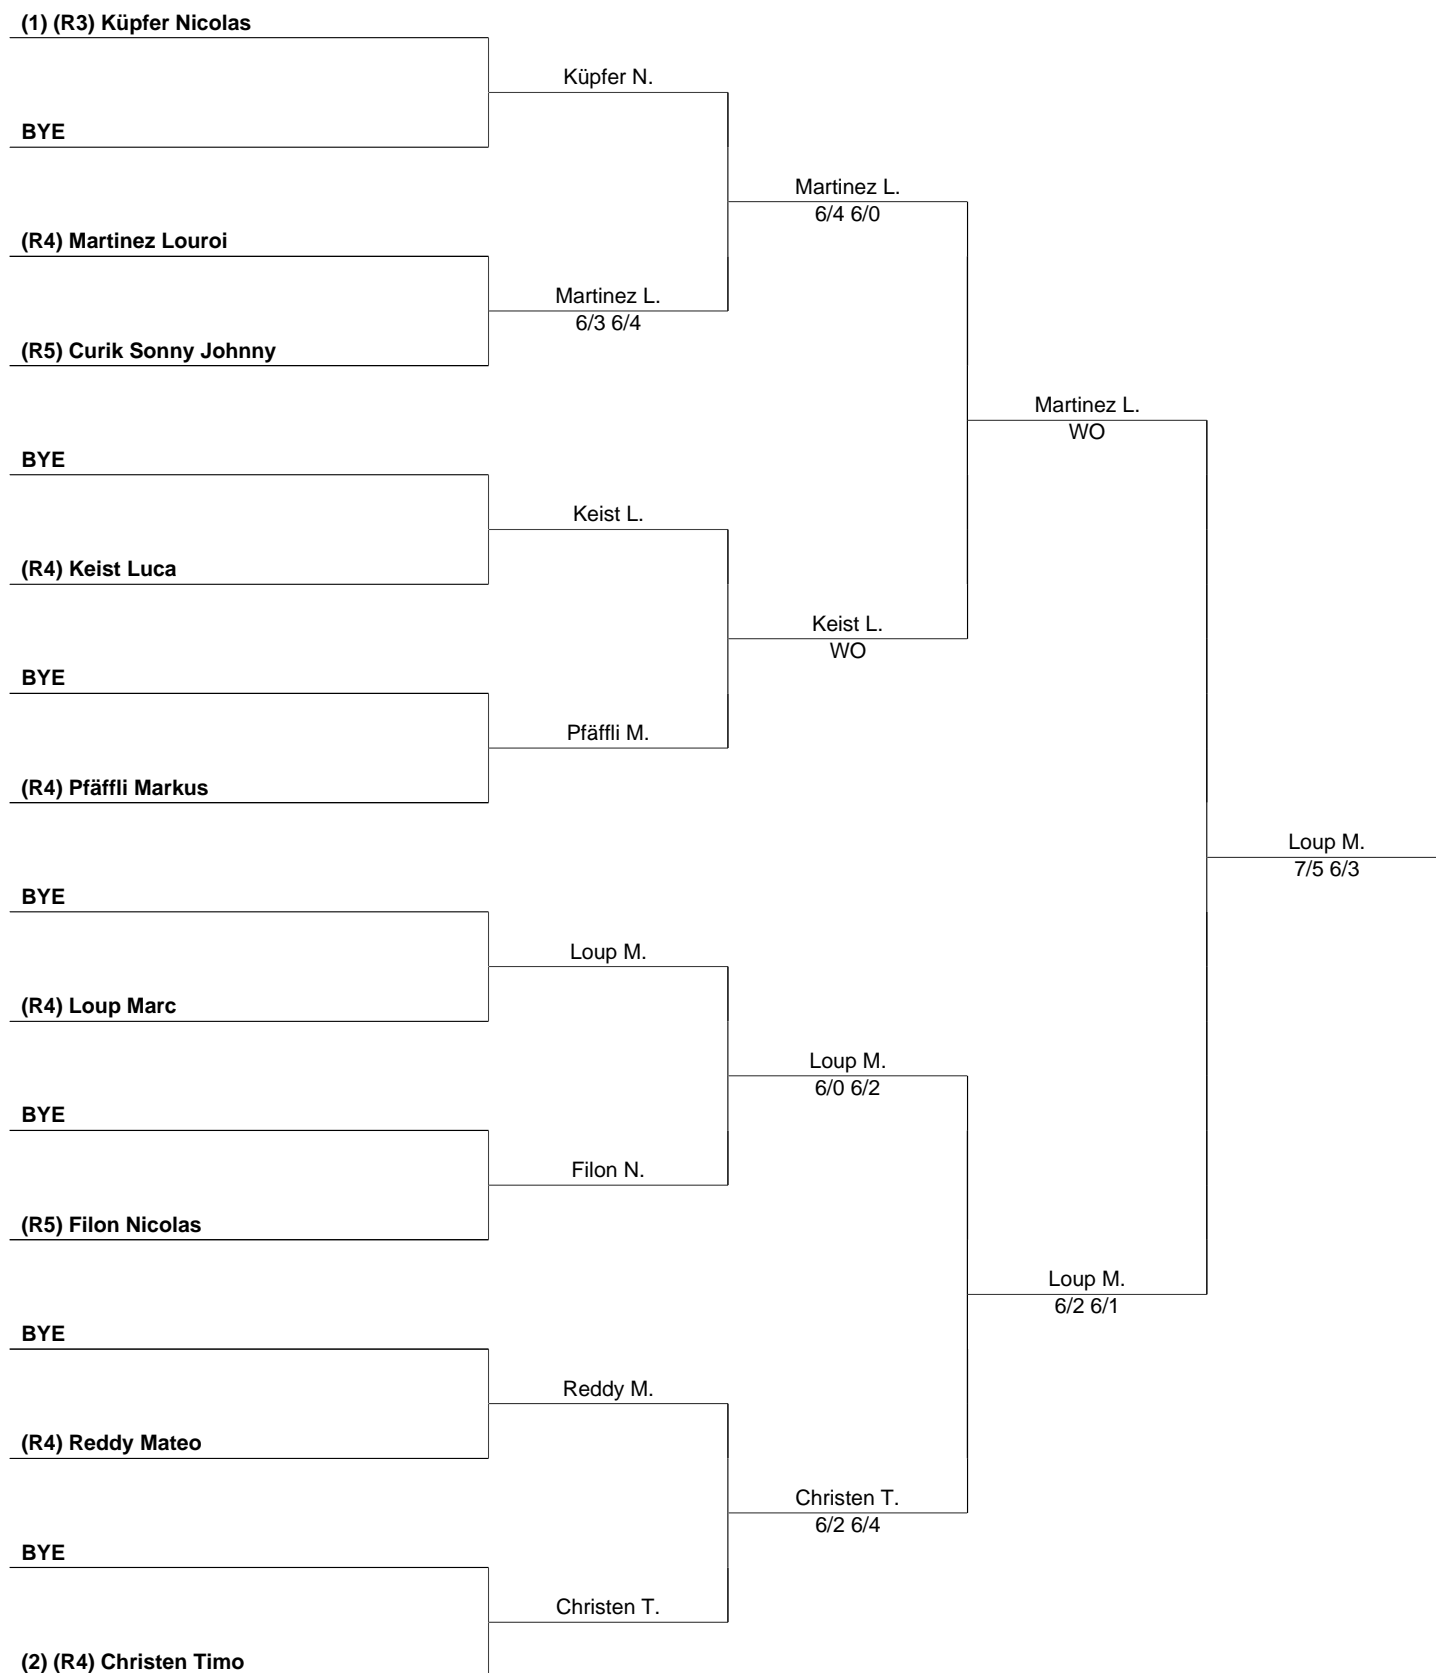 (1) (R3) Küpfer Nicolas
Küpfer N.
BYE
Martinez L.
6/4 6/0
(R4) Martinez Louroi
Martinez L.
6/3 6/4
(R5) Curik Sonny Johnny
Martinez L.
WO
BYE
Keist L.
(R4) Keist Luca
Keist L.
WO
BYE
Pfäffli M.
(R4) Pfäffli Markus
Loup M.
7/5 6/3
BYE
Loup M.
(R4) Loup Marc
Loup M.
6/0 6/2
BYE
Filon N.
(R5) Filon Nicolas
Loup M.
6/2 6/1
BYE
Reddy M.
(R4) Reddy Mateo
Christen T.
6/2 6/4
BYE
Christen T.
(2) (R4) Christen Timo